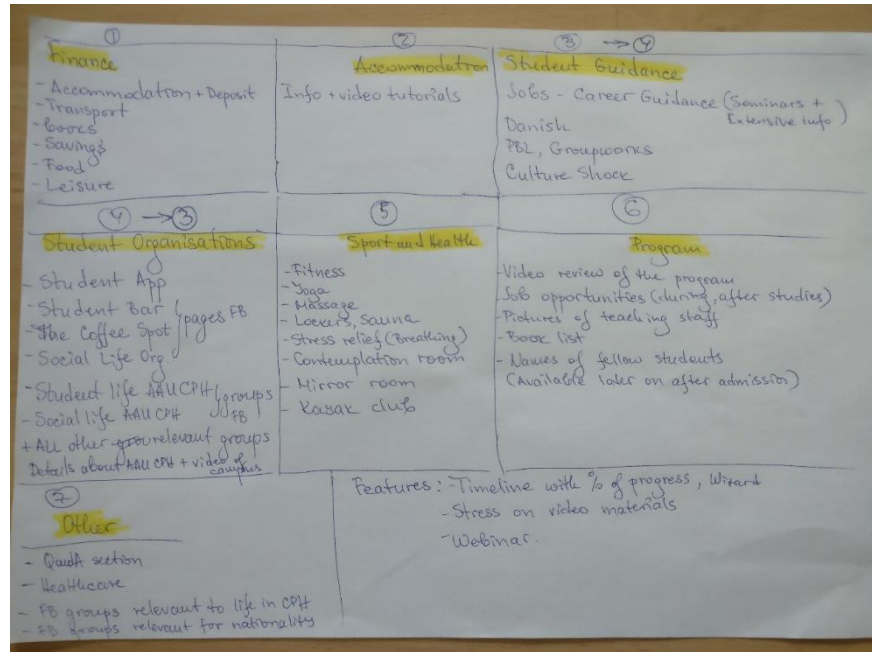 ①
Finance
- Accommodation + Deposit
- Transport
- books
- Savings
- Food
- Leisure
②
Accommodation
Info + video tutorials
③ → ④
Student Guidance
Jobs - Career Guidance (Seminars +
Extensive info)
Danish
PBL, Groupworks
Culture Shock
④ → ③
Student Organisations
- Student App
- Student Bar
- The Coffee Spot
- Social Life Org
pages FB
- Student life AAU CPH
- Social life AAU CPH
groups
FB
+ All other relevant groups
Details about AAU CPH + video of
campus
⑤
Sport and Health
- Fitness
- Yoga
- Massage
- Lockers, Sauna
- Stress relief (Breathing)
- Contemplation room
- Mirror room
- Kayak club
⑥
Program
- Video review of the program
Job opportunities (during, after studies)
- Pictures of teaching staff
- Book list
- Names of fellow students
(Available later on after admission)
⑦
Other
- QandA section
- Healthcare
- FB groups relevant to life in CPH
- FB groups relevant for nationality
Features: - Timeline with % of progress, Wizard
- Stress on video materials
- Webinar.